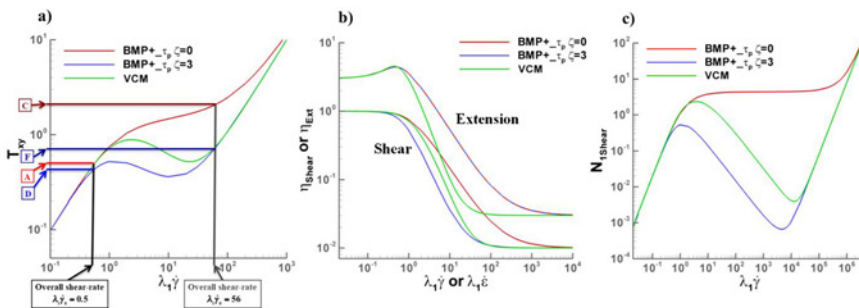 a)
BMP+_τp ζ=0
BMP+_τp ζ=3
VCM
10¹
10⁰
10⁻¹
Txy
C
F
A
D
10⁻¹ 10⁰ 10¹ 10² 10³
λ₁γ̇
Overall shear-rate
= 0.5
Overall shear-rate
= 56
b)
BMP+_τp ζ=0
BMP+_τp ζ=3
VCM
Extension
Shear
ηShear or ηExt
10¹
10⁰
10⁻¹
10⁻²
10⁻¹ 10⁰ 10¹ 10² 10³ 10⁴
λ₁γ̇ or λ₁ε̇
c)
BMP+_τp ζ=0
BMP+_τp ζ=3
VCM
N1Shear
10²
10¹
10⁰
10⁻¹
10⁻²
10⁻³
10⁻⁴
10⁻¹ 10⁰ 10¹ 10² 10³ 10⁴ 10⁵ 10⁶
λ₁γ̇